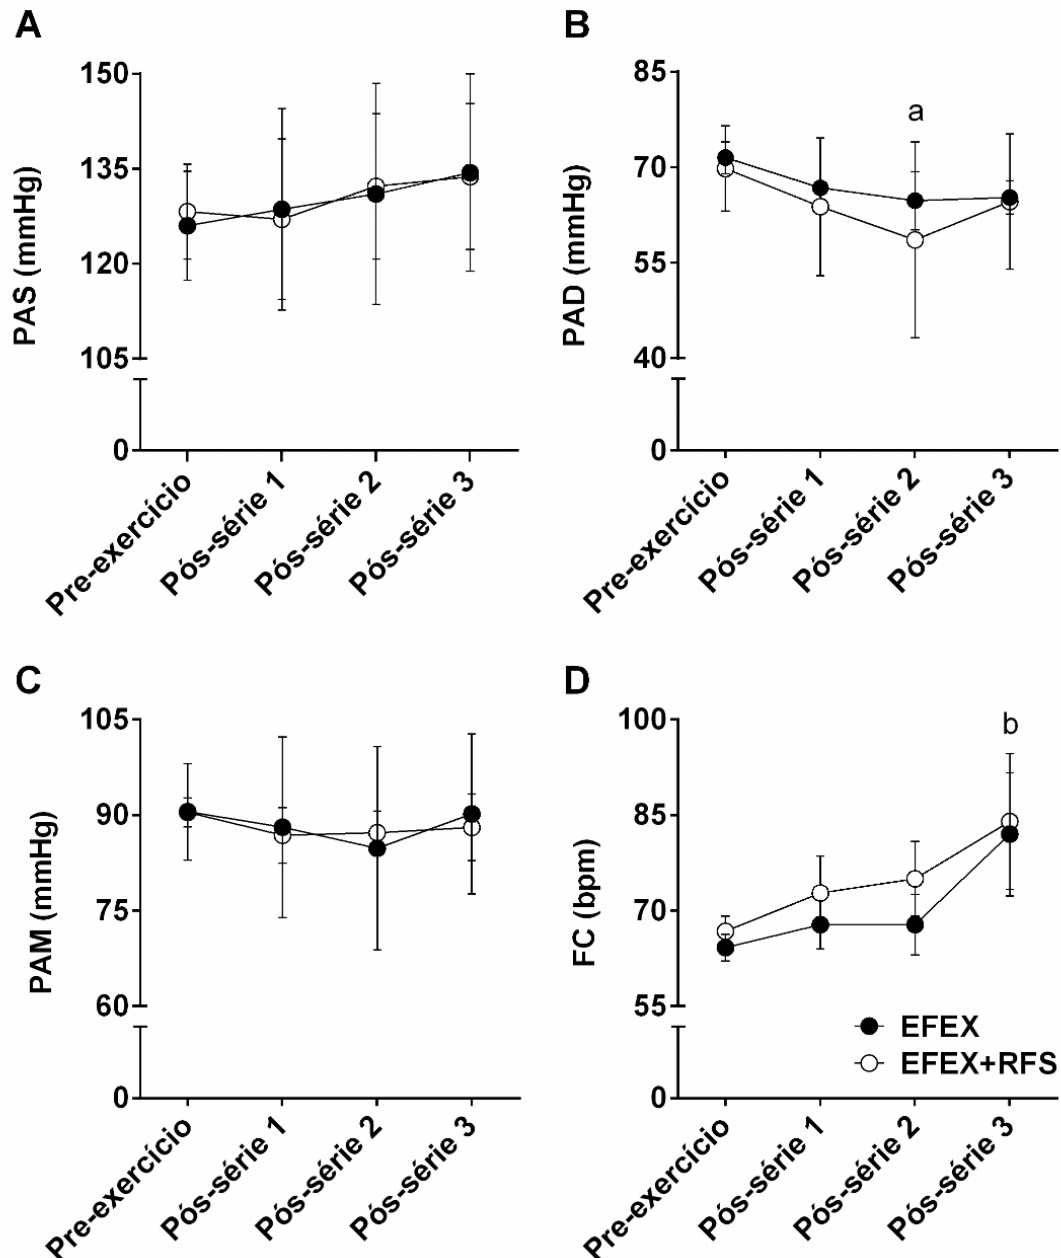 A
PAS (mmHg)
150
135
120
105
0
Pre-exercício
Pós-série 1
Pós-série 2
Pós-série 3
B
PAD (mmHg)
85
70
55
40
0
a
Pre-exercício
Pós-série 1
Pós-série 2
Pós-série 3
C
PAM (mmHg)
105
90
75
60
0
Pre-exercício
Pós-série 1
Pós-série 2
Pós-série 3
D
FC (bpm)
100
85
70
55
0
b
EFEX
EFEX+RFS
Pre-exercício
Pós-série 1
Pós-série 2
Pós-série 3